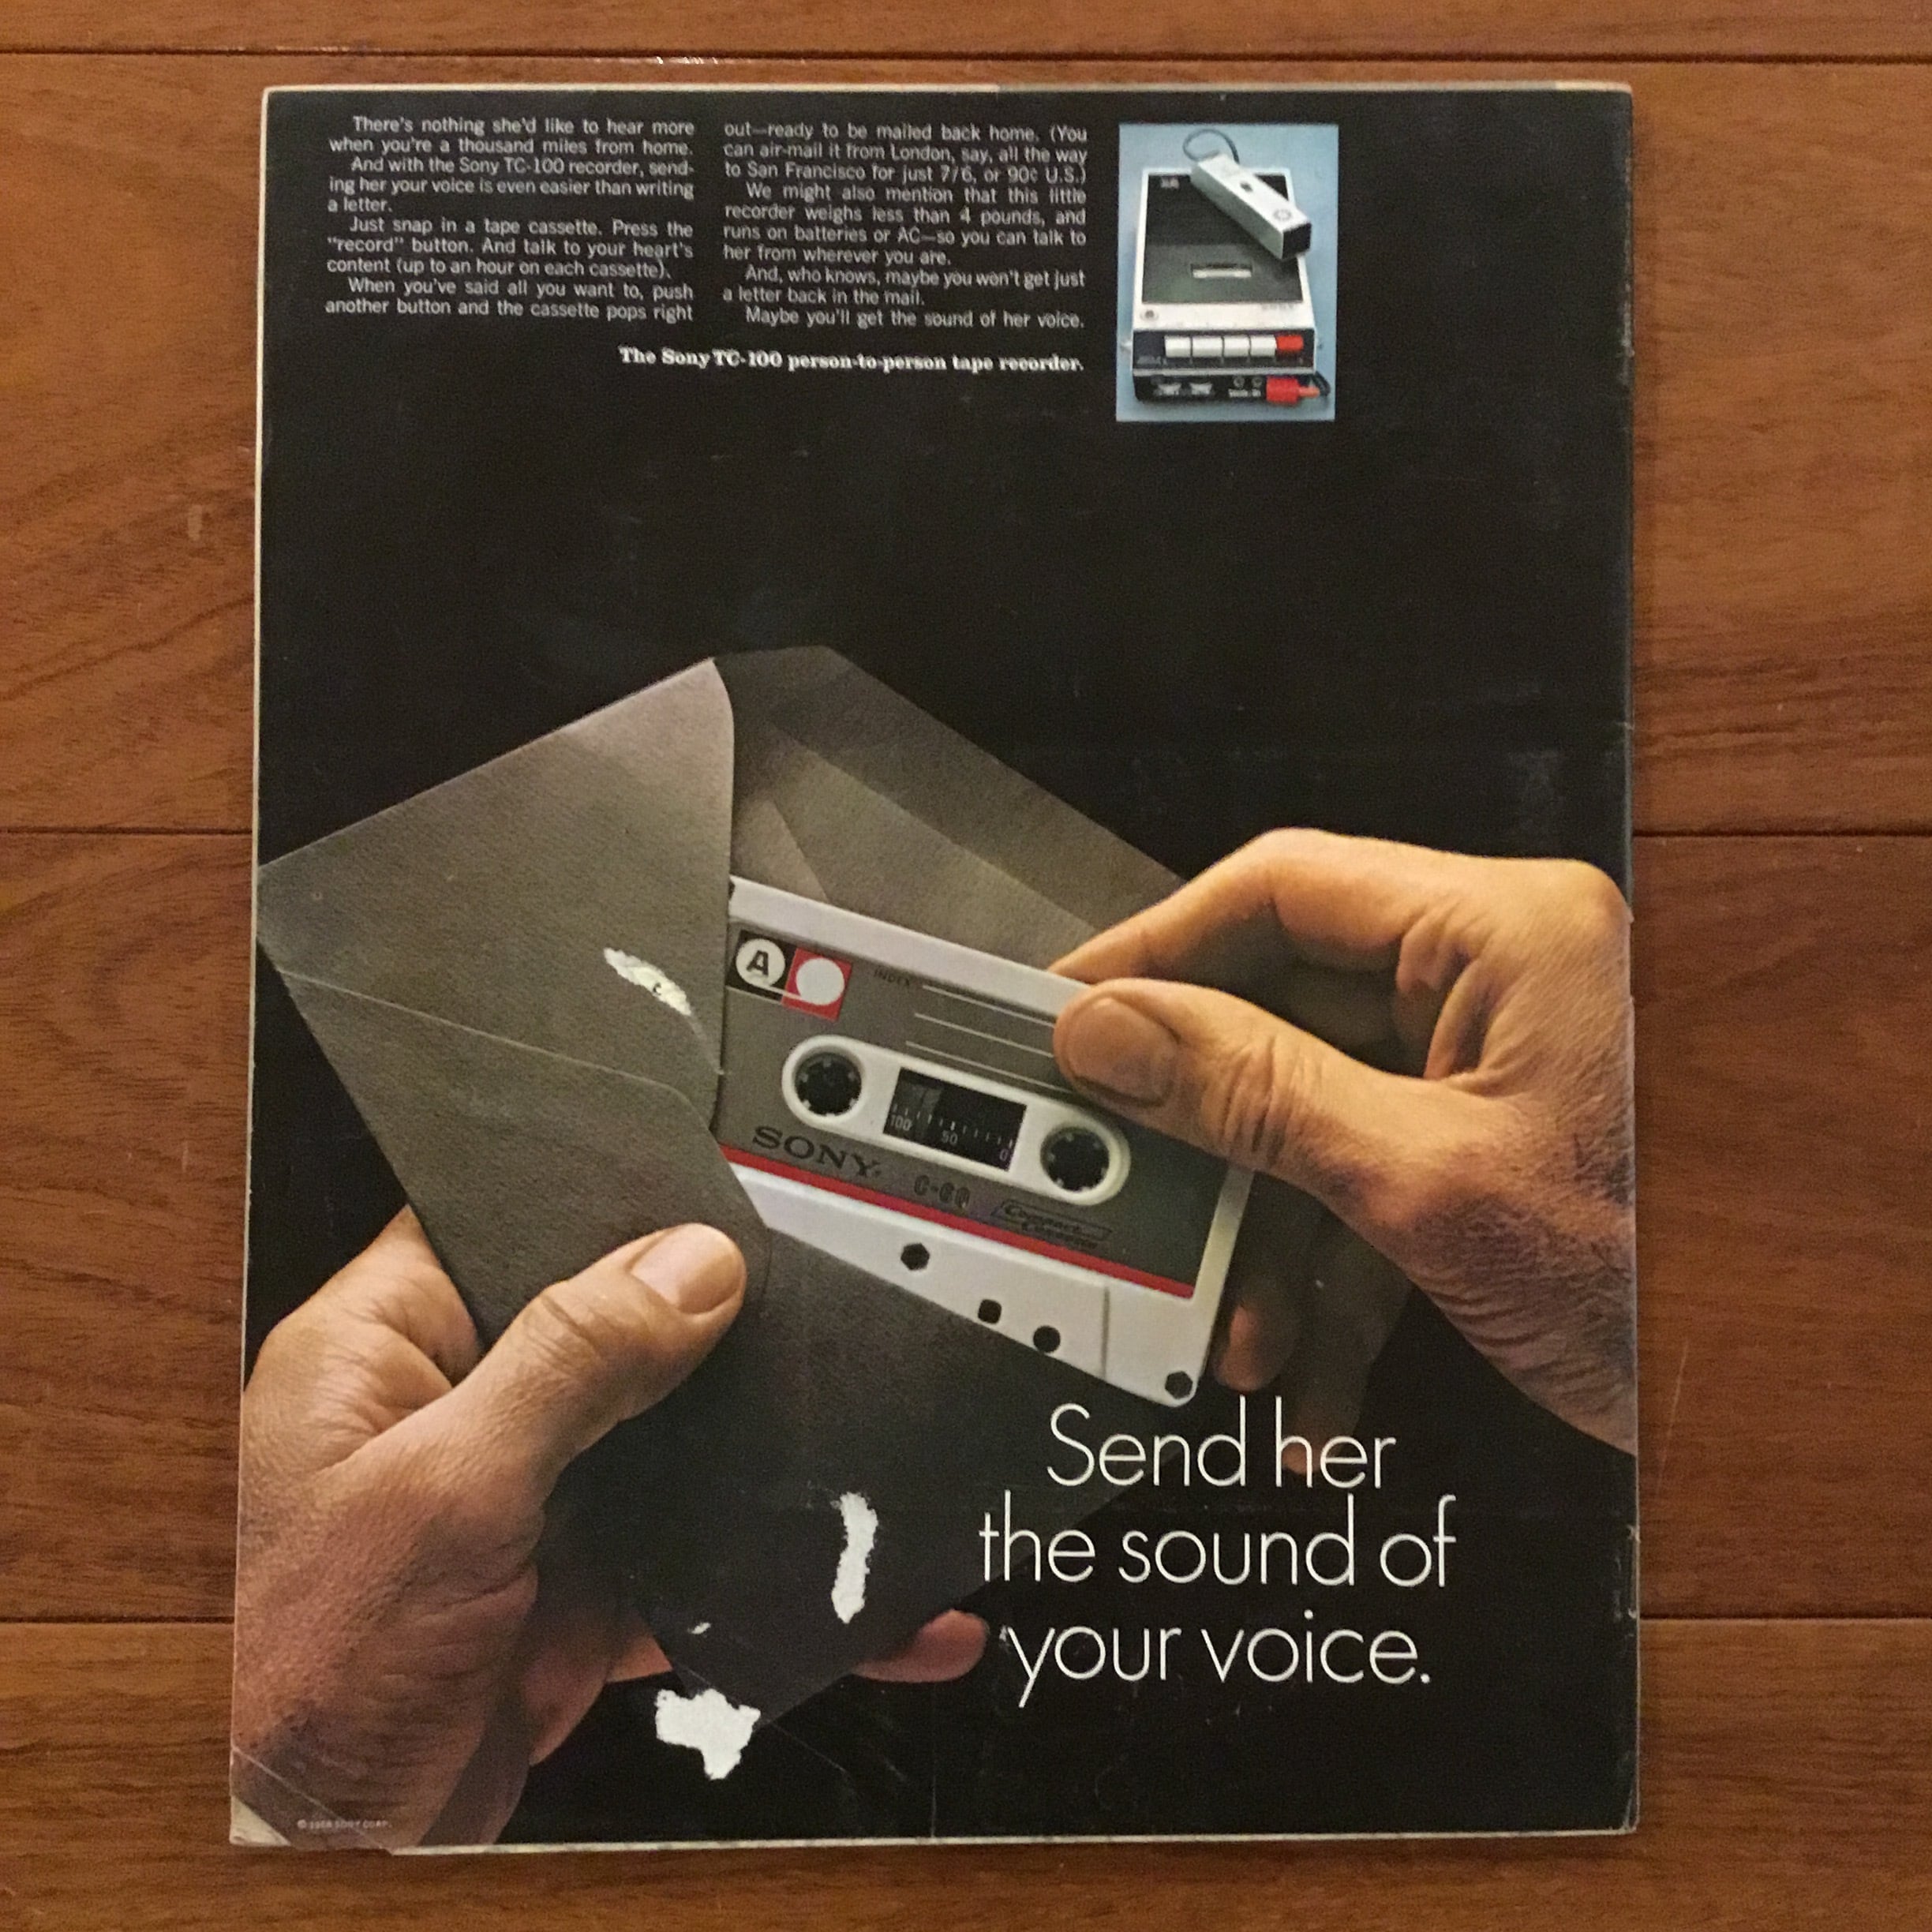 There's nothing she'd like to hear more
when you're a thousand miles from home.
And with the Sony TC-100 recorder, send-
ing her your voice is even easier than writing
a letter.
Just snap in a tape cassette. Press the
"record" button. And talk to your heart's
content (up to an hour on each cassette).
When you've said all you want to, push
another button and the cassette pops right
out—ready to be mailed back home. (You
can air-mail it from London, say, all the way
to San Francisco for just 7/6, or 90¢ U.S.)
We might also mention that this little
recorder weighs less than 4 pounds, and
runs on batteries or AC—so you can talk to
her from wherever you are.
And, who knows, maybe you won't get just
a letter back in the mail.
Maybe you'll get the sound of her voice.
The Sony TC-100 person-to-person tape recorder.
SONY
A
INDEX
100 50 0
SONY C-60 Compact Cassette
Send her
the sound of
your voice.
© SONY CORP.